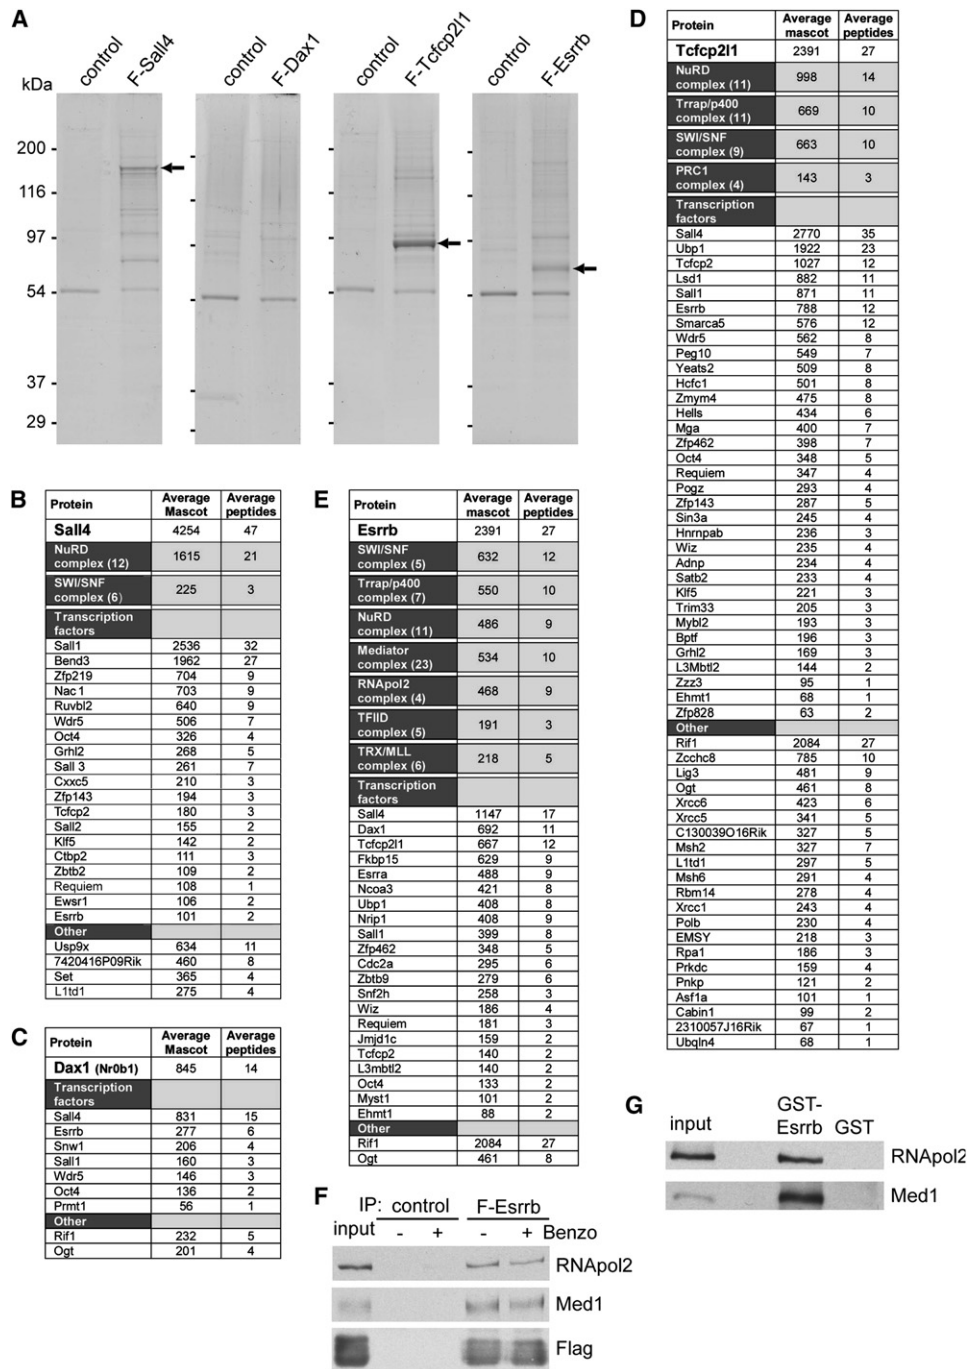 A
control
F-Sall4
control
F-Dax1
control
F-Tcfcp2l1
control
F-Esrrb
kDa
200
116
97
54
37
29
B
Protein Average Mascot Average peptides
Sall4 4254 47
NuRD complex (12) 1615 21
SWI/SNF complex (6) 225 3
Transcription factors
Sall1 2536 32
Bend3 1962 27
Zfp219 704 9
Nac1 703 9
Ruvbl2 640 9
Wdr5 506 7
Oct4 326 4
Grhl2 268 5
Sall 3 261 7
Cxxc5 210 3
Zfp143 194 3
Tcfcp2 180 3
Sall2 155 2
Klf5 142 2
Ctbp2 111 3
Zbtb2 109 2
Requiem 108 1
Ewsr1 106 2
Esrrb 101 2
Other
Usp9x 634 11
7420416P09Rik 460 8
Set 365 4
L1td1 275 4
C
Protein Average Mascot Average peptides
Dax1 (Nr0b1) 845 14
Transcription factors
Sall4 831 15
Esrrb 277 6
Snw1 206 4
Sall1 160 3
Wdr5 146 3
Oct4 136 2
Prmt1 56 1
Other
Rif1 232 5
Ogt 201 4
D
Protein Average mascot Average peptides
Tcfcp2l1 2391 27
NuRD complex (11) 998 14
Trrap/p400 complex (11) 669 10
SWI/SNF complex (9) 663 10
PRC1 complex (4) 143 3
Transcription factors
Sall4 2770 35
Ubp1 1922 23
Tcfcp2 1027 12
Lsd1 882 11
Sall1 871 11
Esrrb 788 12
Smarca5 576 12
Wdr5 562 8
Peg10 549 7
Yeats2 509 8
Hcfc1 501 8
Zmym4 475 8
Hells 434 6
Mga 400 7
Zfp462 398 7
Oct4 348 5
Requiem 347 4
Pogz 293 4
Zfp143 287 5
Sin3a 245 4
Hnrnpab 236 3
Wiz 235 4
Adnp 234 4
Satb2 233 4
Klf5 221 3
Trim33 205 3
Mybl2 193 3
Bptf 196 3
Grhl2 169 3
L3Mbtl2 144 2
Zzz3 95 1
Ehmt1 68 1
Zfp828 63 2
Other
Rif1 2084 27
Zcchc8 785 10
Lig3 481 9
Ogt 461 8
Xrcc6 423 6
Xrcc5 341 5
C130039O16Rik 327 5
Msh2 327 7
L1td1 297 5
Msh6 291 4
Rbm14 278 4
Xrcc1 243 4
Polb 230 4
EMSY 218 3
Rpa1 186 3
Prkdc 159 4
Pnkp 121 2
Asf1a 101 1
Cabin1 99 2
2310057J16Rik 67 1
Ubqln4 68 1
E
Protein Average mascot Average peptides
Esrrb 2391 27
SWI/SNF complex (5) 632 12
Trrap/p400 complex (7) 550 10
NuRD complex (11) 486 9
Mediator complex (23) 534 10
RNApol2 complex (4) 468 9
TFIID complex (5) 191 3
TRX/MLL complex (6) 218 5
Transcription factors
Sall4 1147 17
Dax1 692 11
Tcfcp2l1 667 12
Fkbp15 629 9
Esrra 488 9
Ncoa3 421 8
Ubp1 408 8
Nrip1 408 9
Sall1 399 8
Zfp462 348 5
Cdc2a 295 6
Zbtb9 279 6
Snf2h 258 3
Wiz 186 4
Requiem 181 3
Jmjd1c 159 2
Tcfcp2 140 2
L3mbtl2 140 2
Oct4 133 2
Myst1 101 2
Ehmt1 88 2
Other
Rif1 2084 27
Ogt 461 8
F
IP: control F-Esrrb
input - + - + Benzo
RNApol2
Med1
Flag
G
input GST-Esrrb GST
RNApol2
Med1